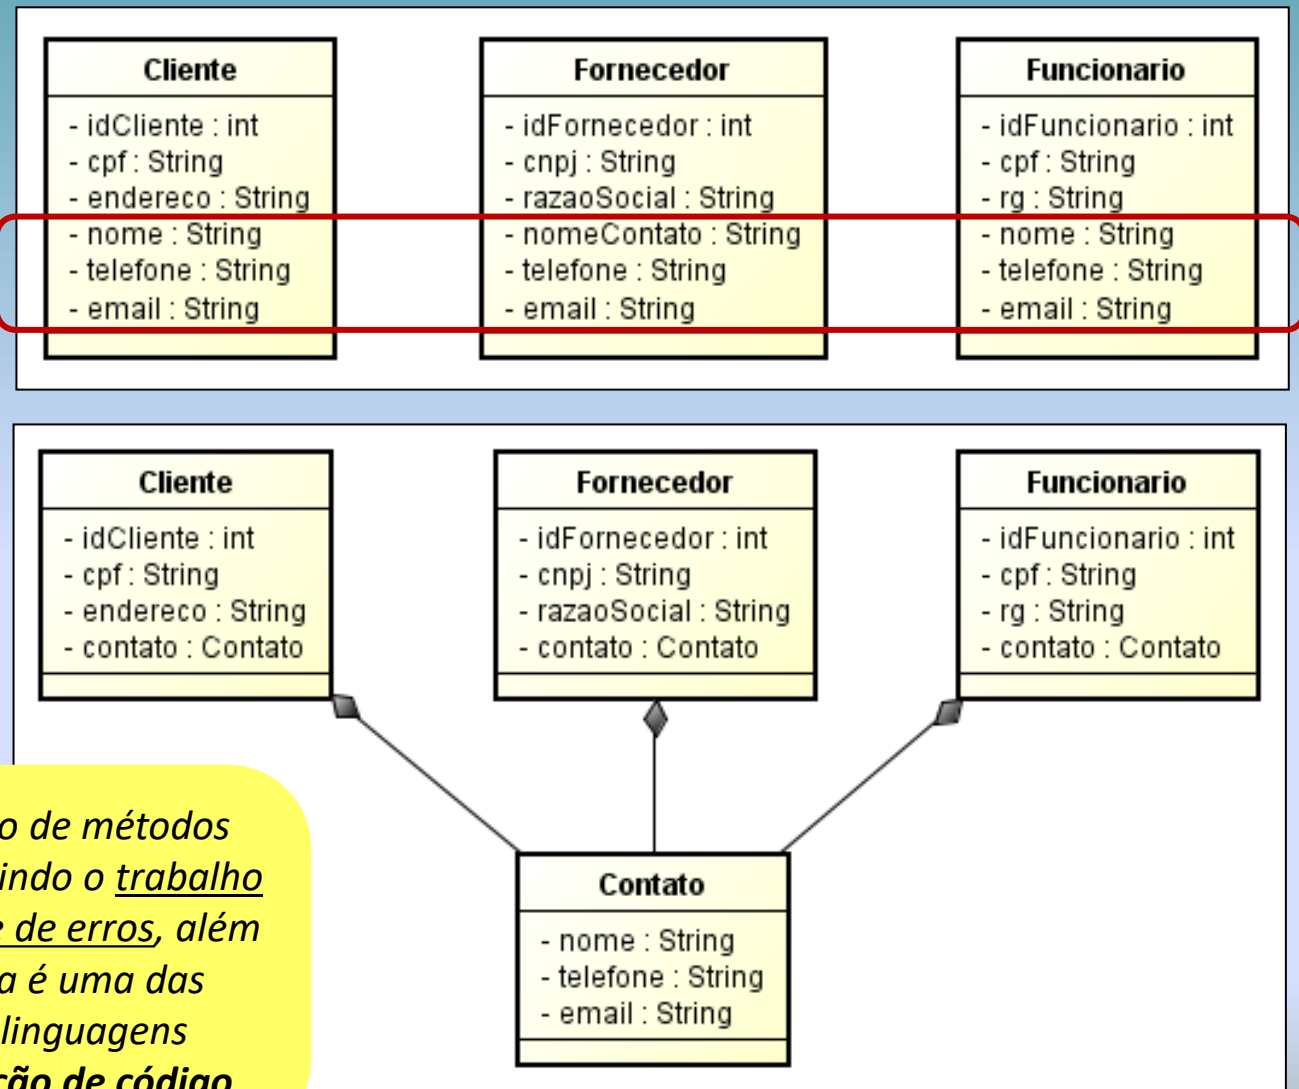 Cliente
- idCliente : int
- cpf : String
- endereco : String
- nome : String
- telefone : String
- email : String
Fornecedor
- idFornecedor : int
- cnpj : String
- razaoSocial : String
- nomeContato : String
- telefone : String
- email : String
Funcionario
- idFuncionario : int
- cpf : String
- rg : String
- nome : String
- telefone : String
- email : String
Cliente
- idCliente : int
- cpf : String
- endereco : String
- contato : Contato
Fornecedor
- idFornecedor : int
- cnpj : String
- razaoSocial : String
- contato : Contato
Funcionario
- idFuncionario : int
- cpf : String
- rg : String
- contato : Contato
o de métodos
indo o trabalho
e de erros, além
a é uma das
linguagens
ção de código
Contato
- nome : String
- telefone : String
- email : String